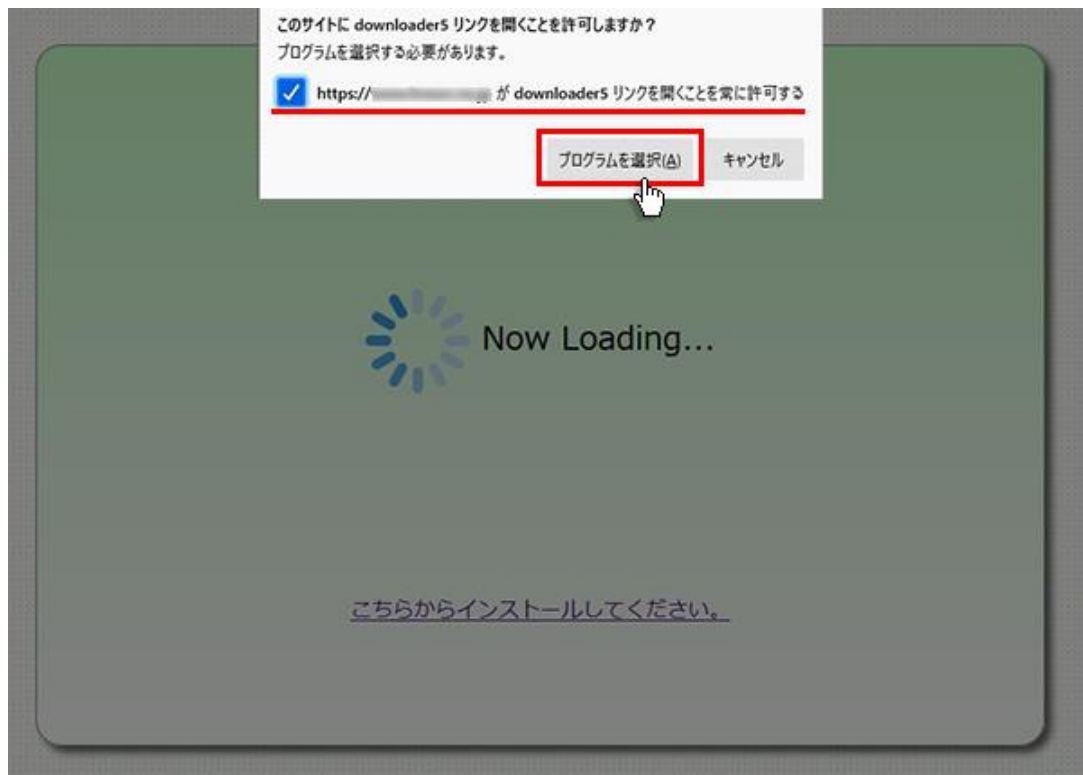 このサイトに downloader5 リンクを開くことを許可しますか？
プログラムを選択する必要があります。
https:// が downloader5 リンクを開くことを常に許可する
プログラムを選択(A) キャンセル
Now Loading...
こちらからインストールしてください。